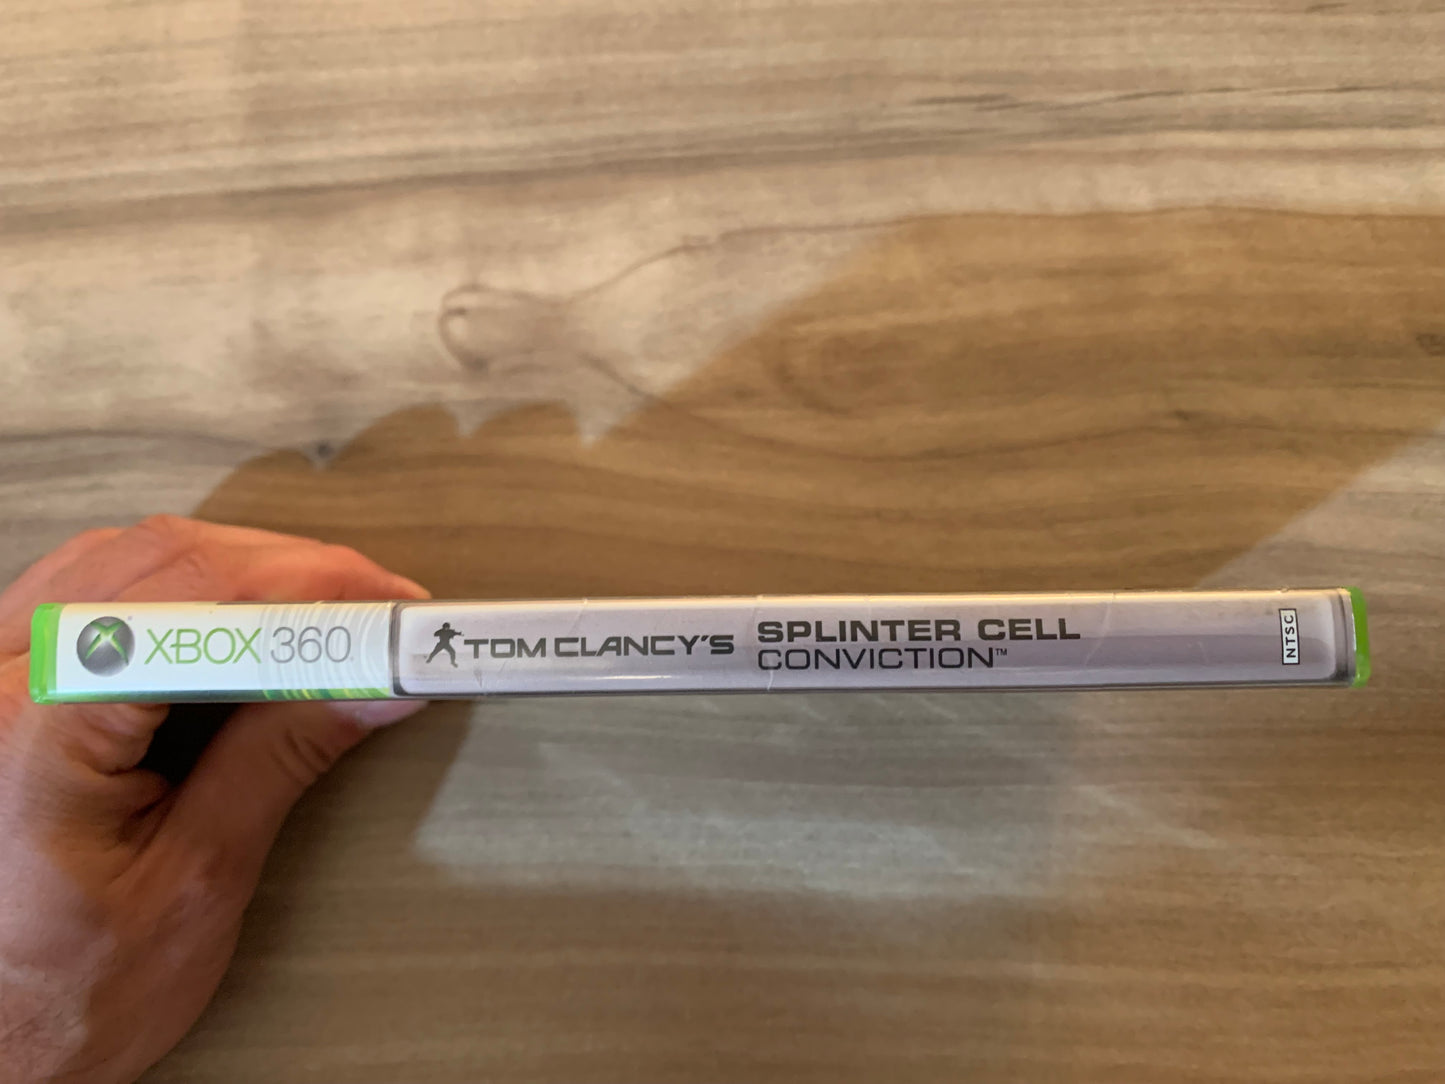 XBOX 360.
TOM CLANCY'S
SPLINTER CELL
CONVICTION™
NTSC